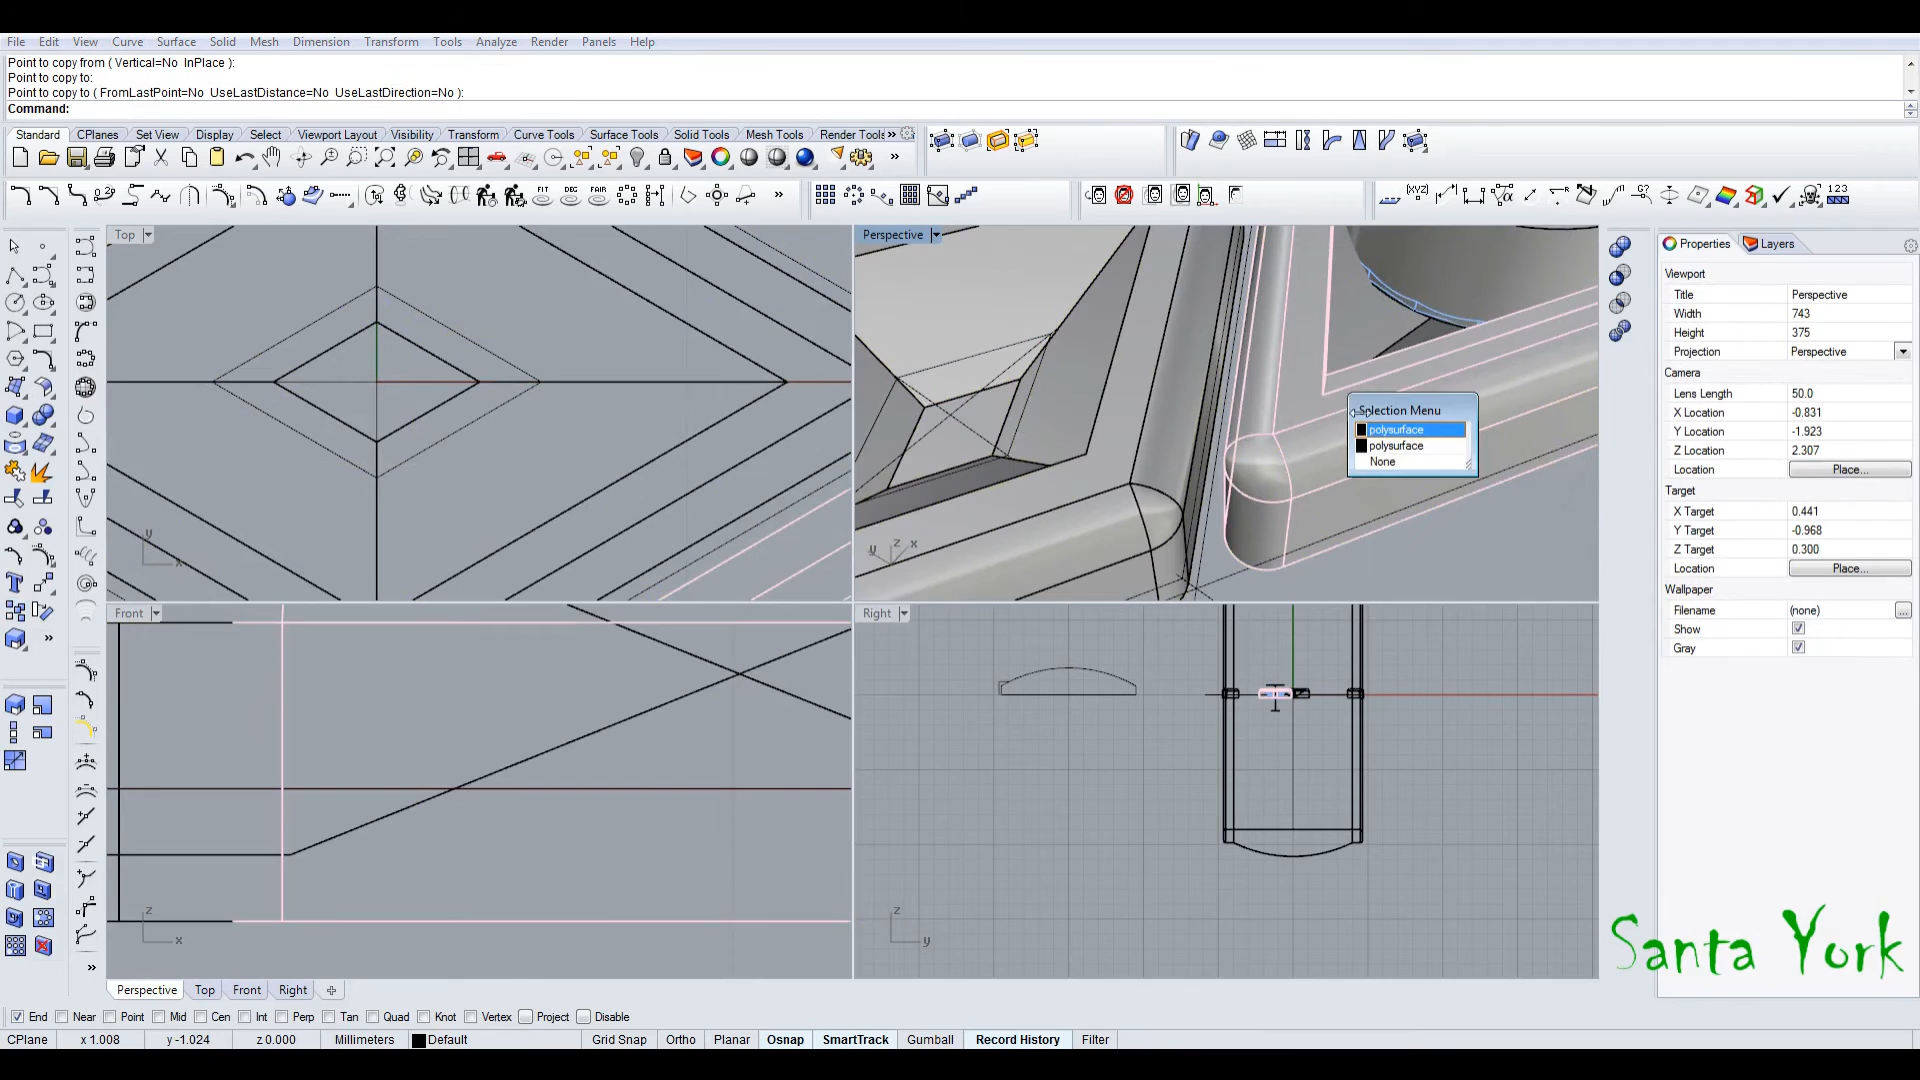 File Edit View Curve Surface Solid Mesh Dimension Transform Tools Analyze Render Panels Help
Point to copy from ( Vertical=No InPlace ):
Point to copy to:
Point to copy to ( FromLastPoint=No UseLastDistance=No UseLastDirection=No ):
Command:
Standard CPlanes Set View Display Select Viewport Layout Visibility Transform Curve Tools Surface Tools Solid Tools Mesh Tools Render Tools »
»
FIT DEG FAIR » (XYZ) G? 123
Top Perspective
Properties Layers
Viewport
Title Perspective
Width 743
Height 375
Projection Perspective
Camera
Lens Length 50.0
X Location -0.831
Y Location -1.923
Z Location 2.307
Location Place...
Target
X Target 0.441
Y Target -0.968
Z Target 0.300
Location Place...
Wallpaper
Filename (none) ...
Show
Gray
Selection Menu
polysurface
polysurface
None
y x
y z x
Front Right
z x
z y
Santa York
Perspective Top Front Right
End Near Point Mid Cen Int Perp Tan Quad Knot Vertex Project Disable
CPlane x 1.008 y -1.024 z 0.000 Millimeters Default Grid Snap Ortho Planar Osnap SmartTrack Gumball Record History Filter